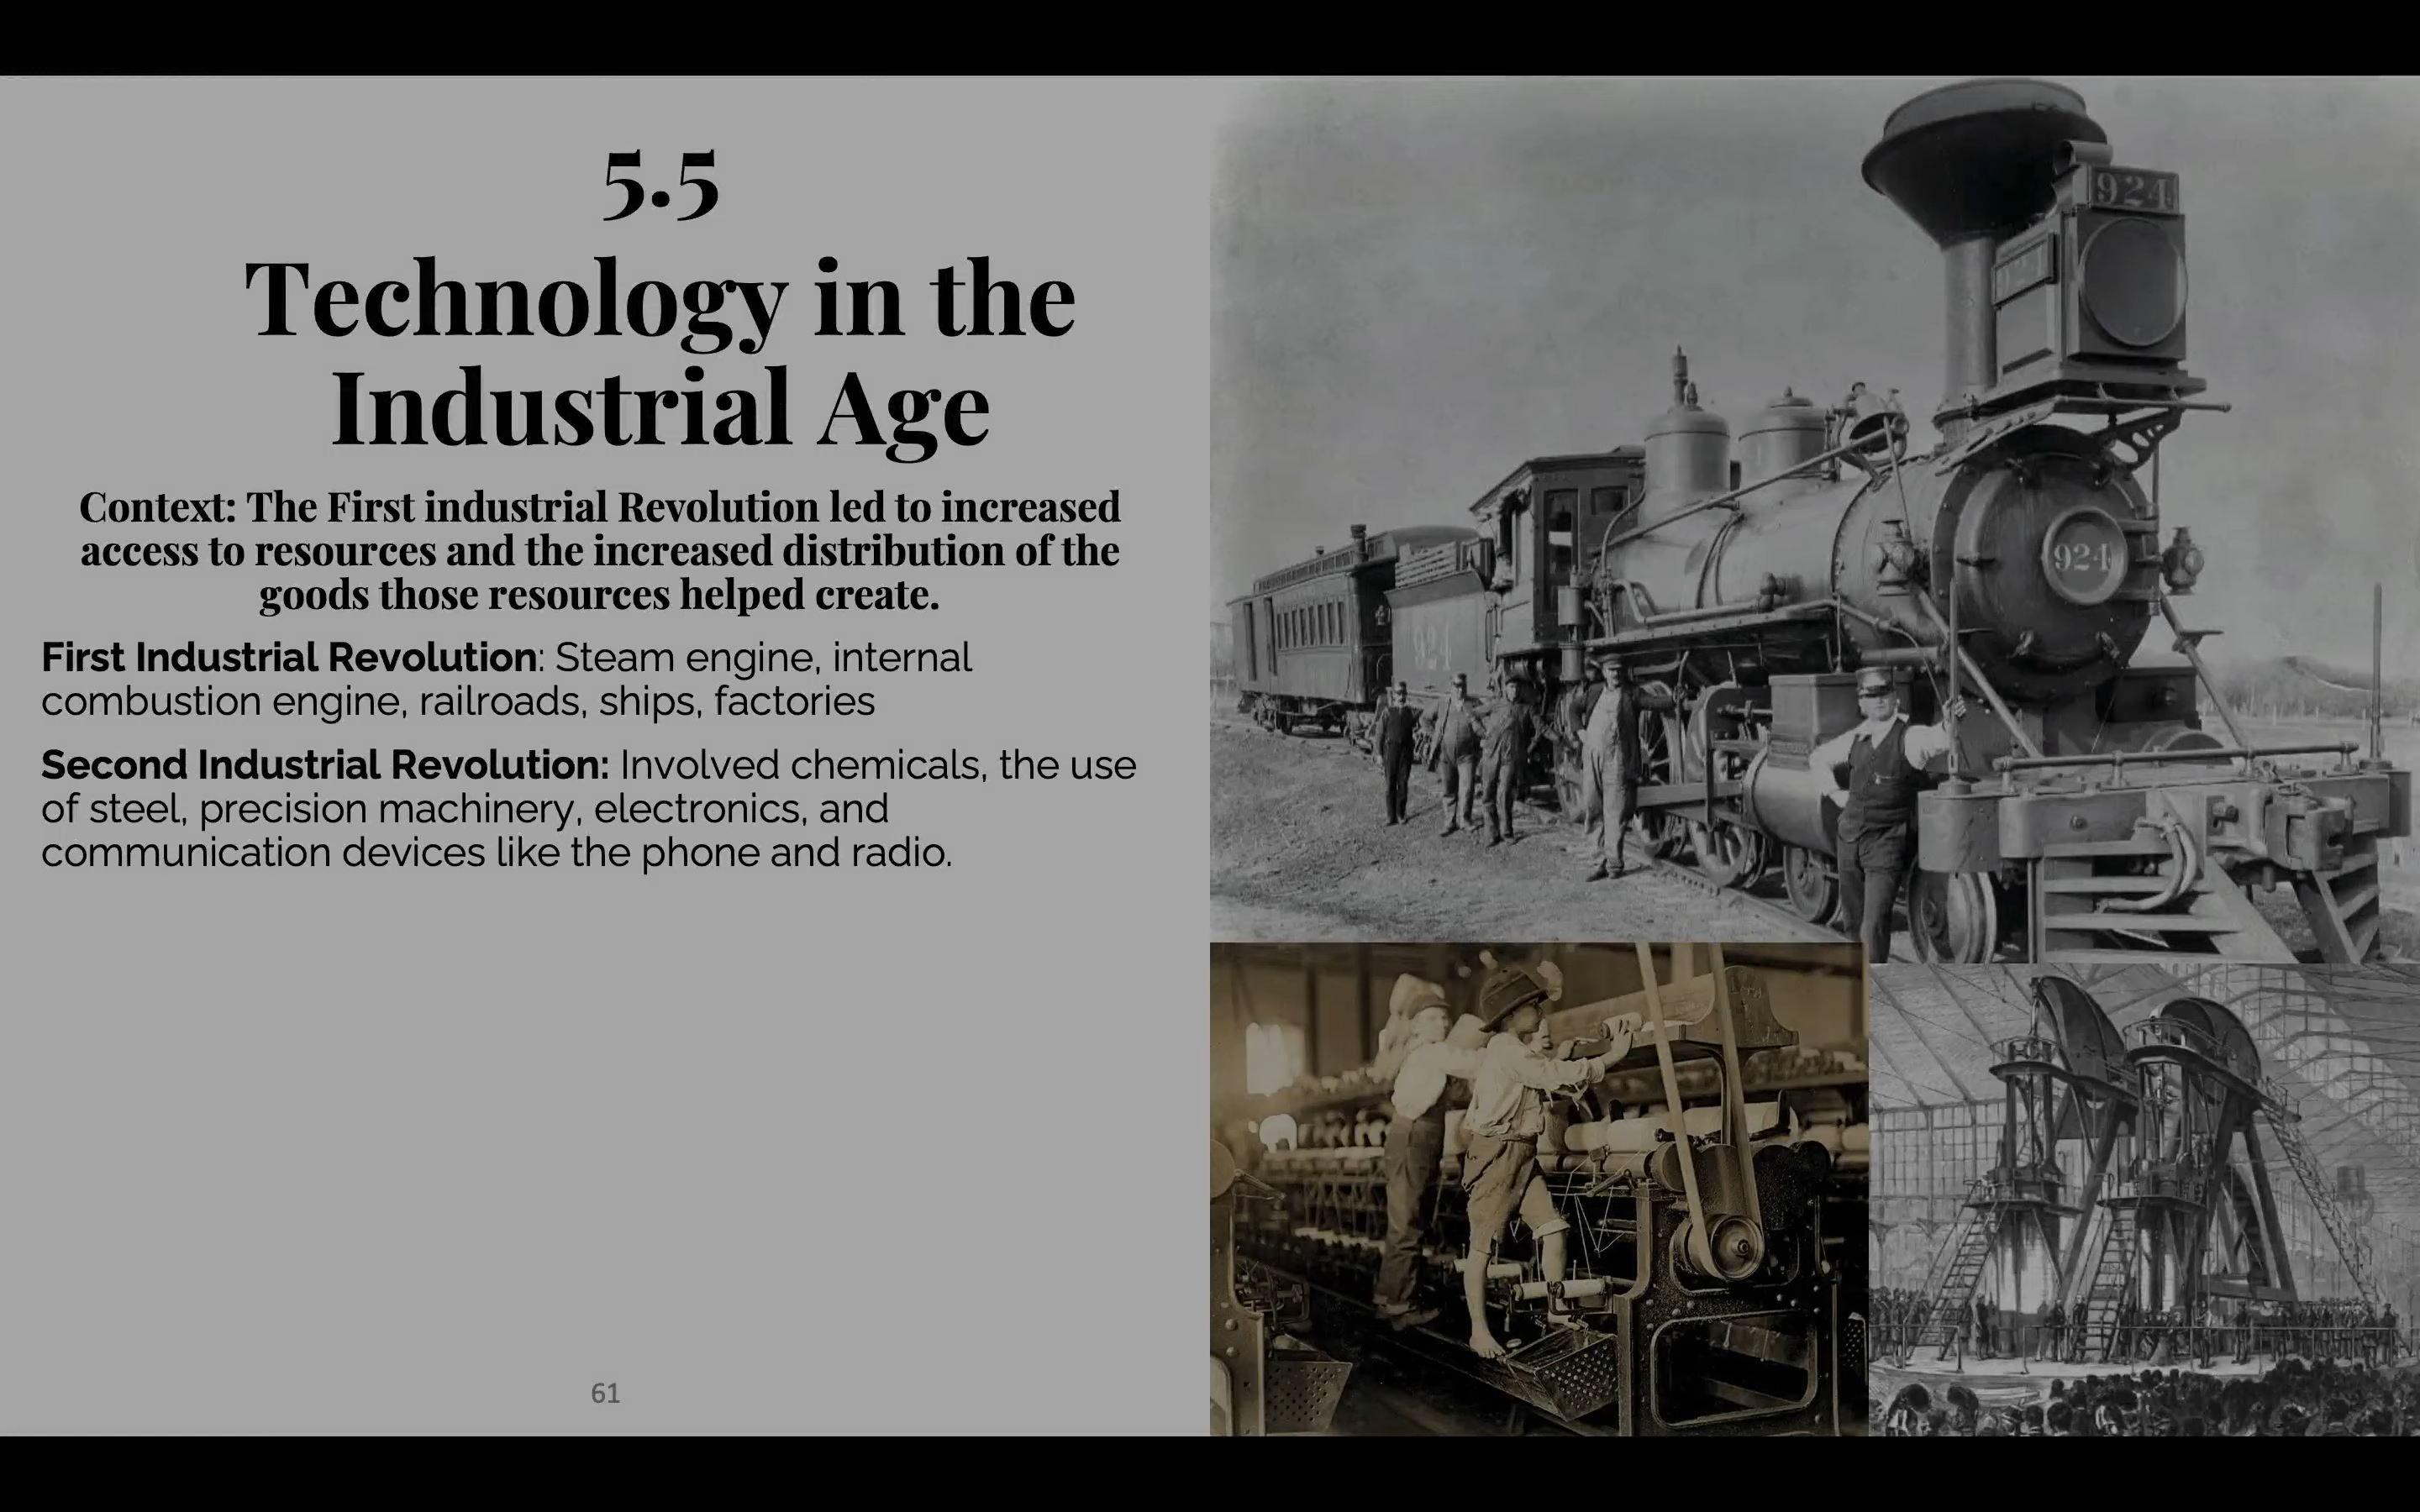 5.5
Technology in the
Industrial Age
Context: The First industrial Revolution led to increased
access to resources and the increased distribution of the
goods those resources helped create.
First Industrial Revolution: Steam engine, internal
combustion engine, railroads, ships, factories
Second Industrial Revolution: Involved chemicals, the use
of steel, precision machinery, electronics, and
communication devices like the phone and radio.
61
924
924
924